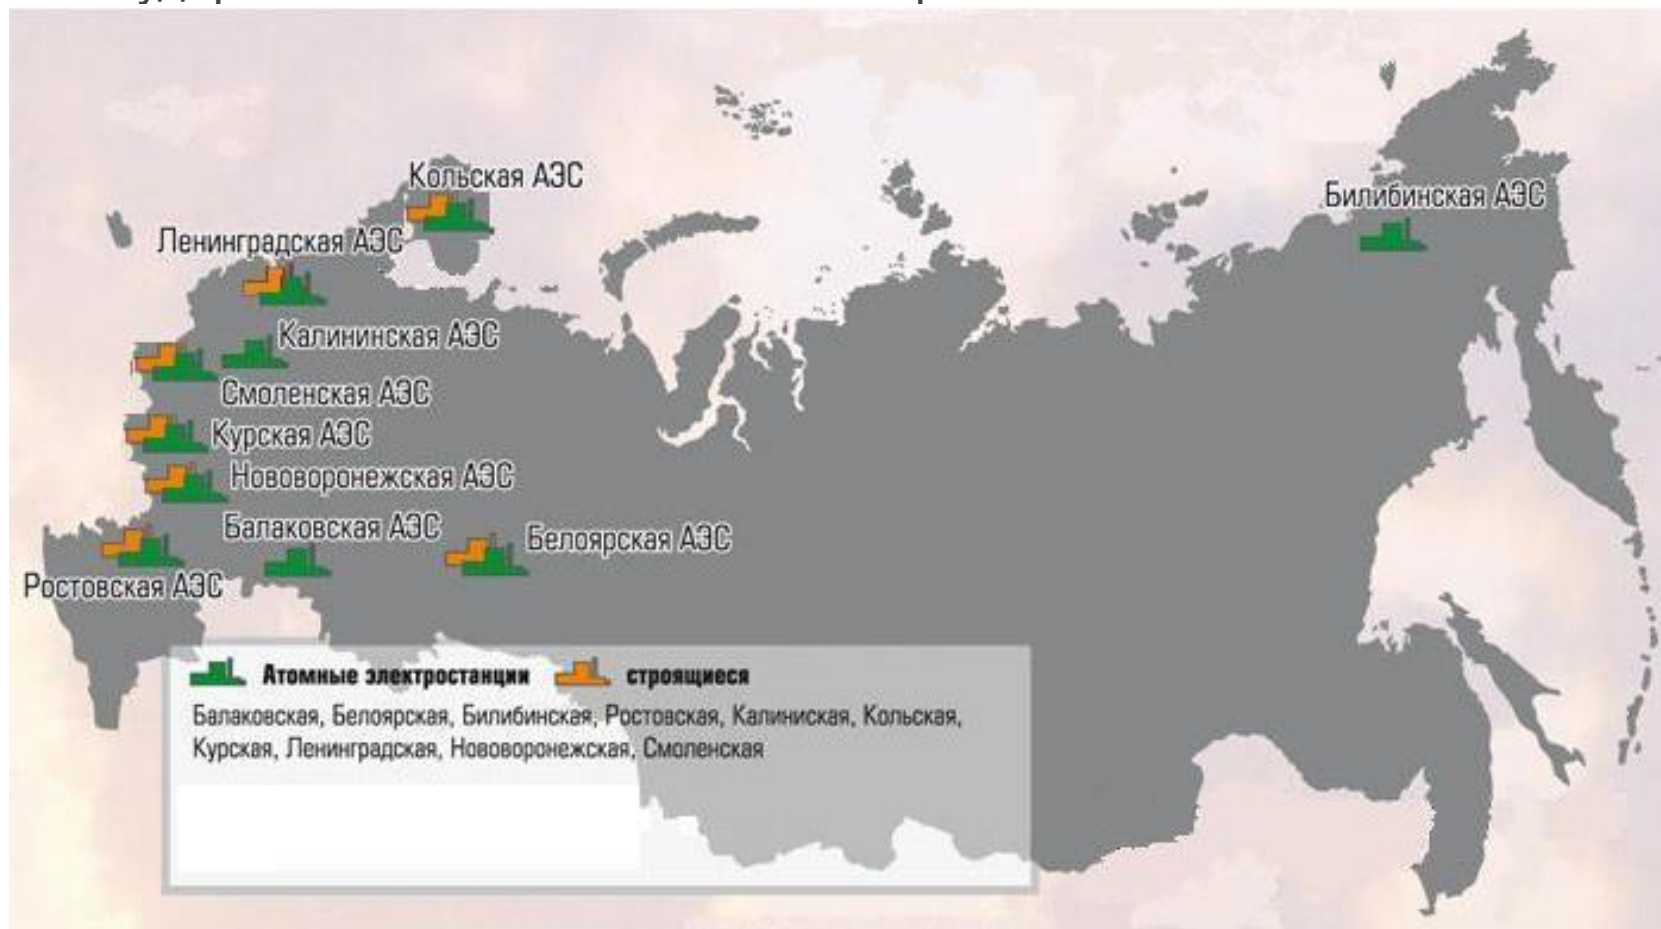 Кольская АЭС
Билибинская АЭС
Ленинградская АЭС
Калининская АЭС
Смоленская АЭС
Курская АЭС
Нововоронежская АЭС
Балаковская АЭС
Белоярская АЭС
Ростовская АЭС
Атомные электростанции строящиеся
Балаковская, Белоярская, Билибинская, Ростовская, Калиниская, Кольская,
Курская, Ленинградская, Нововоронежская, Смоленская